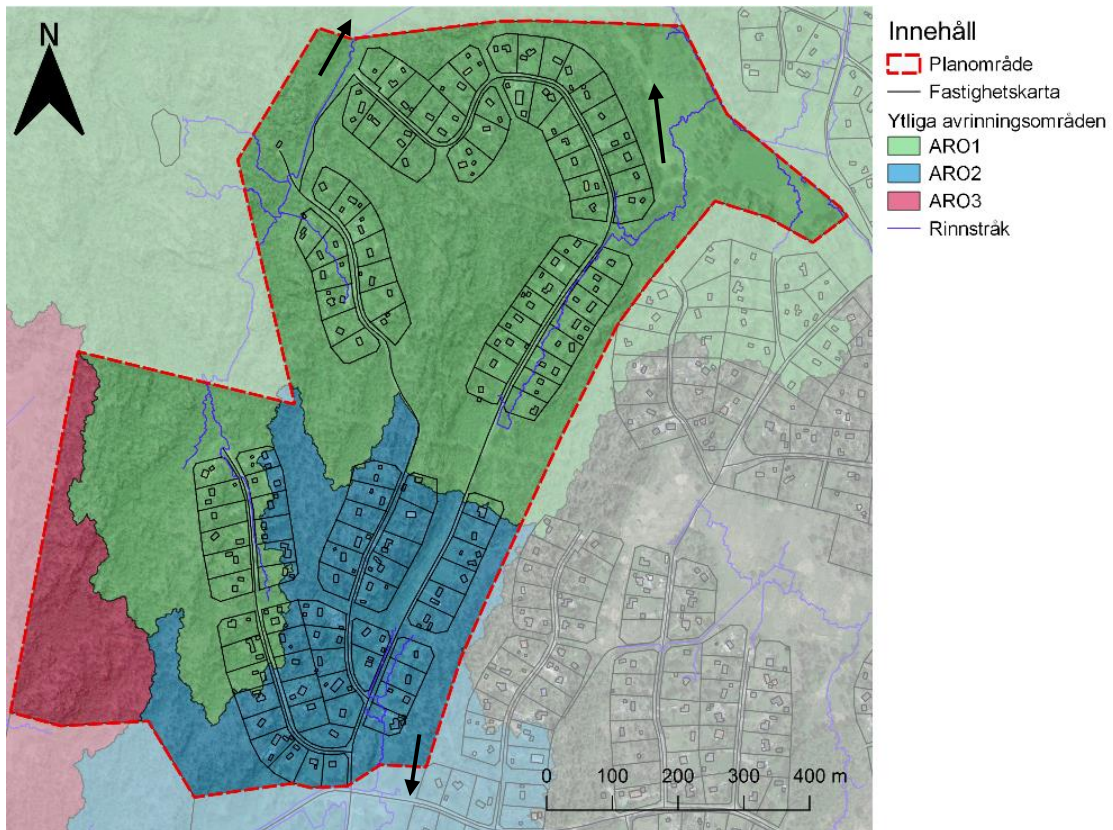 N
Innehåll
Planområde
Fastighetskarta
Ytliga avrinningsområden
ARO1
ARO2
ARO3
Rinnstråk
0 100 200 300 400 m